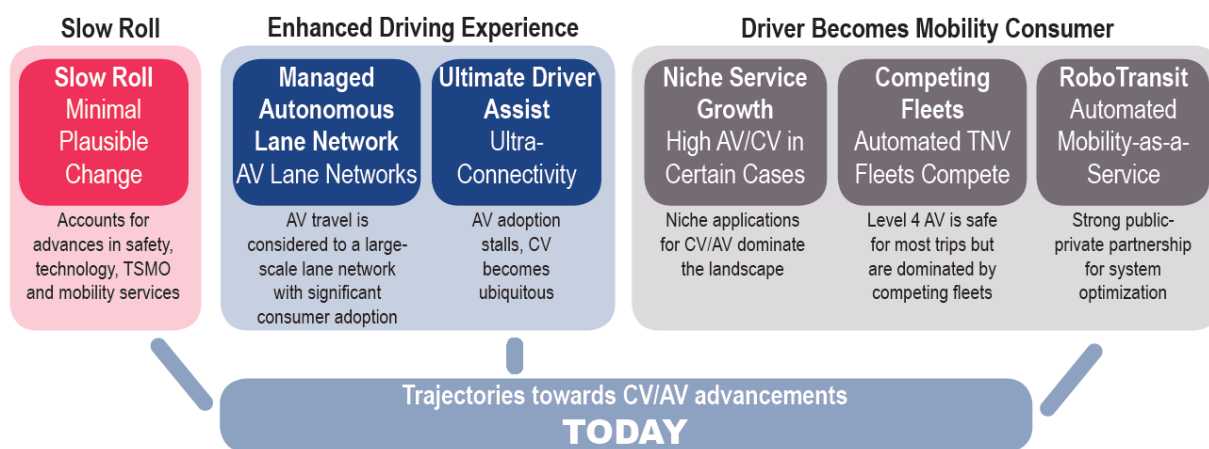 Slow Roll
Enhanced Driving Experience
Driver Becomes Mobility Consumer
Slow Roll
Minimal
Plausible
Change
Accounts for
advances in safety,
technology, TSMO
and mobility services
Managed
Autonomous
Lane Network
AV Lane Networks
AV travel is
considered to a large-
scale lane network
with significant
consumer adoption
Ultimate Driver
Assist
Ultra-
Connectivity
AV adoption
stalls, CV
becomes
ubiquitous
Niche Service
Growth
High AV/CV in
Certain Cases
Niche applications
for CV/AV dominate
the landscape
Competing
Fleets
Automated TNV
Fleets Compete
Level 4 AV is safe
for most trips but
are dominated by
competing fleets
RoboTransit
Automated
Mobility-as-a-
Service
Strong public-
private partnership
for system
optimization
Trajectories towards CV/AV advancements
TODAY